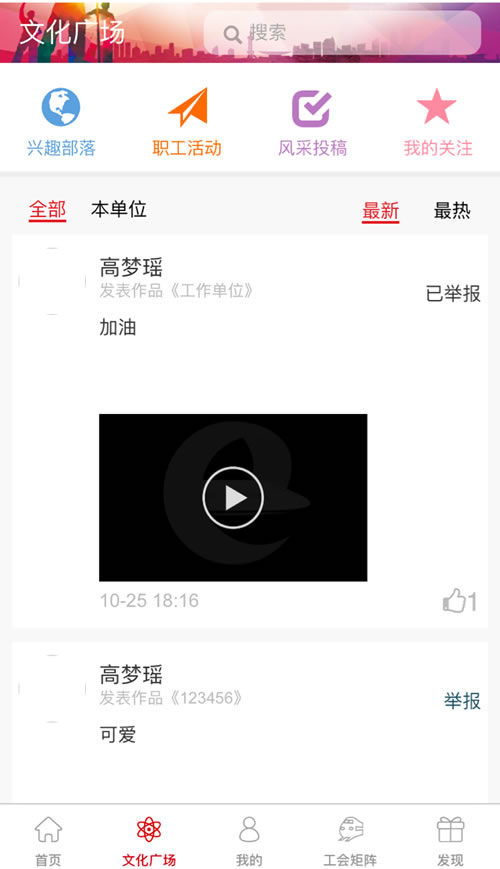 文化广场
搜索
兴趣部落 职工活动 风采投稿 我的关注
全部 本单位 最新 最热
高梦瑶
发表作品《工作单位》
已举报
加油
10-25 18:16 1
高梦瑶
发表作品《123456》
举报
可爱
首页 文化广场 我的 工会矩阵 发现